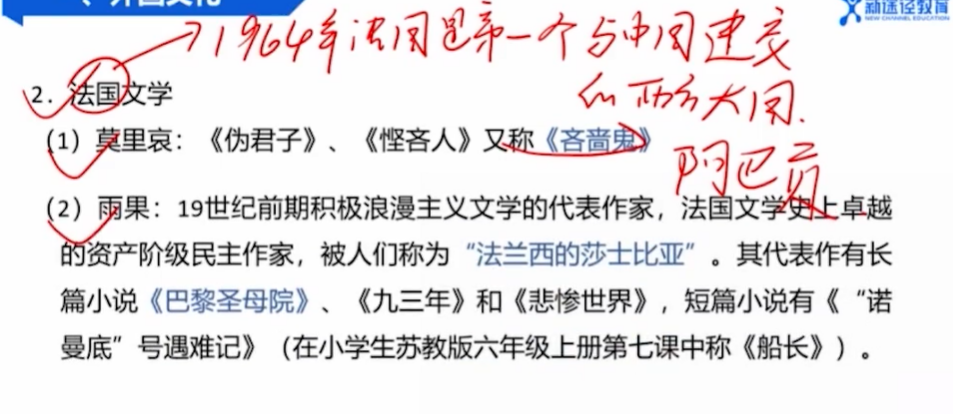 新途径教育
NEW CHANNEL EDUCATION
1964年法国是第一个与中国建交
的西方大国.
2. 法国文学
(1) 莫里哀：《伪君子》、《悭吝人》又称《吝啬鬼》
阿巴贡
(2) 雨果：19世纪前期积极浪漫主义文学的代表作家，法国文学史上卓越
的资产阶级民主作家，被人们称为“法兰西的莎士比亚”。其代表作有长
篇小说《巴黎圣母院》、《九三年》和《悲惨世界》，短篇小说有《“诺
曼底”号遇难记》（在小学生苏教版六年级上册第七课中称《船长》）。